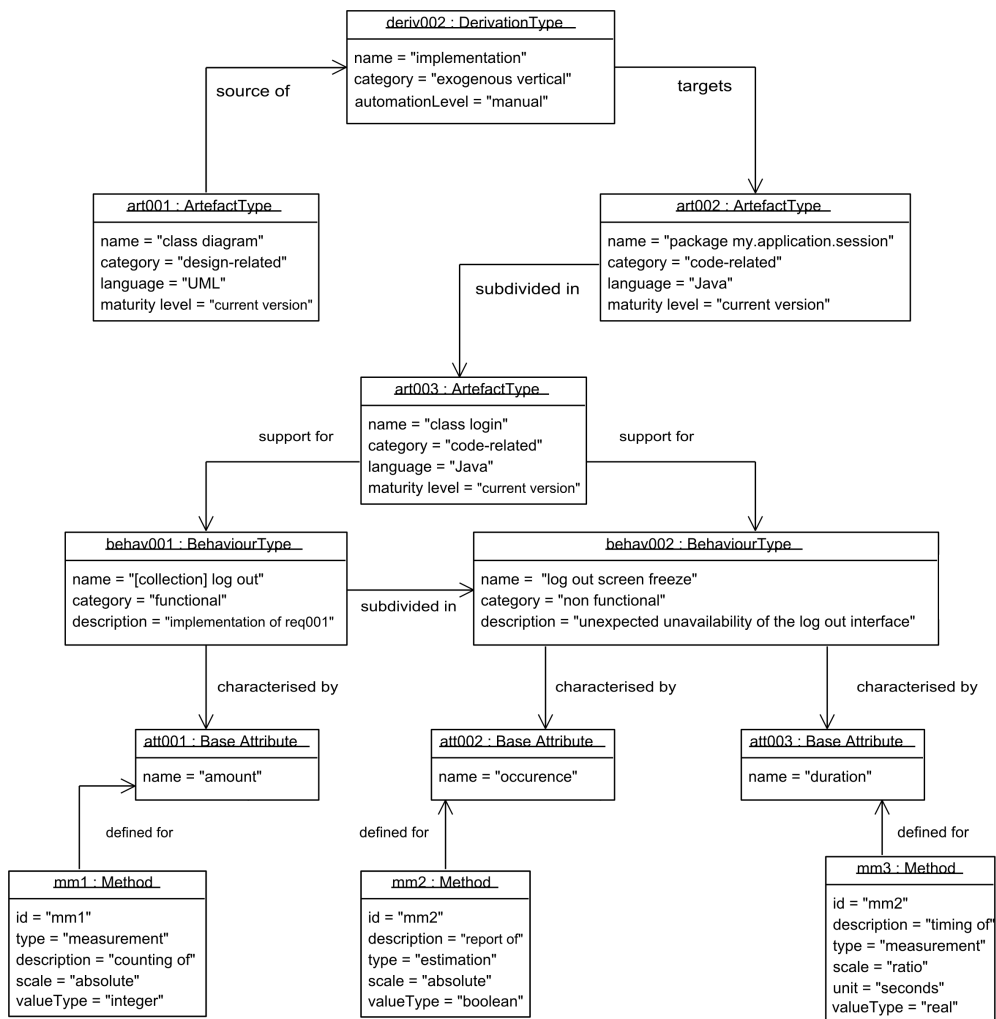 deriv002 : DerivationType
name = "implementation"
category = "exogenous vertical"
automationLevel = "manual"
source of
targets
art001 : ArtefactType
name = "class diagram"
category = "design-related"
language = "UML"
maturity level = "current version"
art002 : ArtefactType
name = "package my.application.session"
category = "code-related"
language = "Java"
maturity level = "current version"
subdivided in
art003 : ArtefactType
name = "class login"
category = "code-related"
language = "Java"
maturity level = "current version"
support for
support for
behav001 : BehaviourType
name = "[collection] log out"
category = "functional"
description = "implementation of req001"
subdivided in
behav002 : BehaviourType
name = "log out screen freeze"
category = "non functional"
description = "unexpected unavailability of the log out interface"
characterised by
characterised by
characterised by
att001 : Base Attribute
name = "amount"
att002 : Base Attribute
name = "occurence"
att003 : Base Attribute
name = "duration"
defined for
defined for
defined for
mm1 : Method
id = "mm1"
type = "measurement"
description = "counting of"
scale = "absolute"
valueType = "integer"
mm2 : Method
id = "mm2"
description = "report of"
type = "estimation"
scale = "absolute"
valueType = "boolean"
mm3 : Method
id = "mm2"
description = "timing of"
type = "measurement"
scale = "ratio"
unit = "seconds"
valueType = "real"